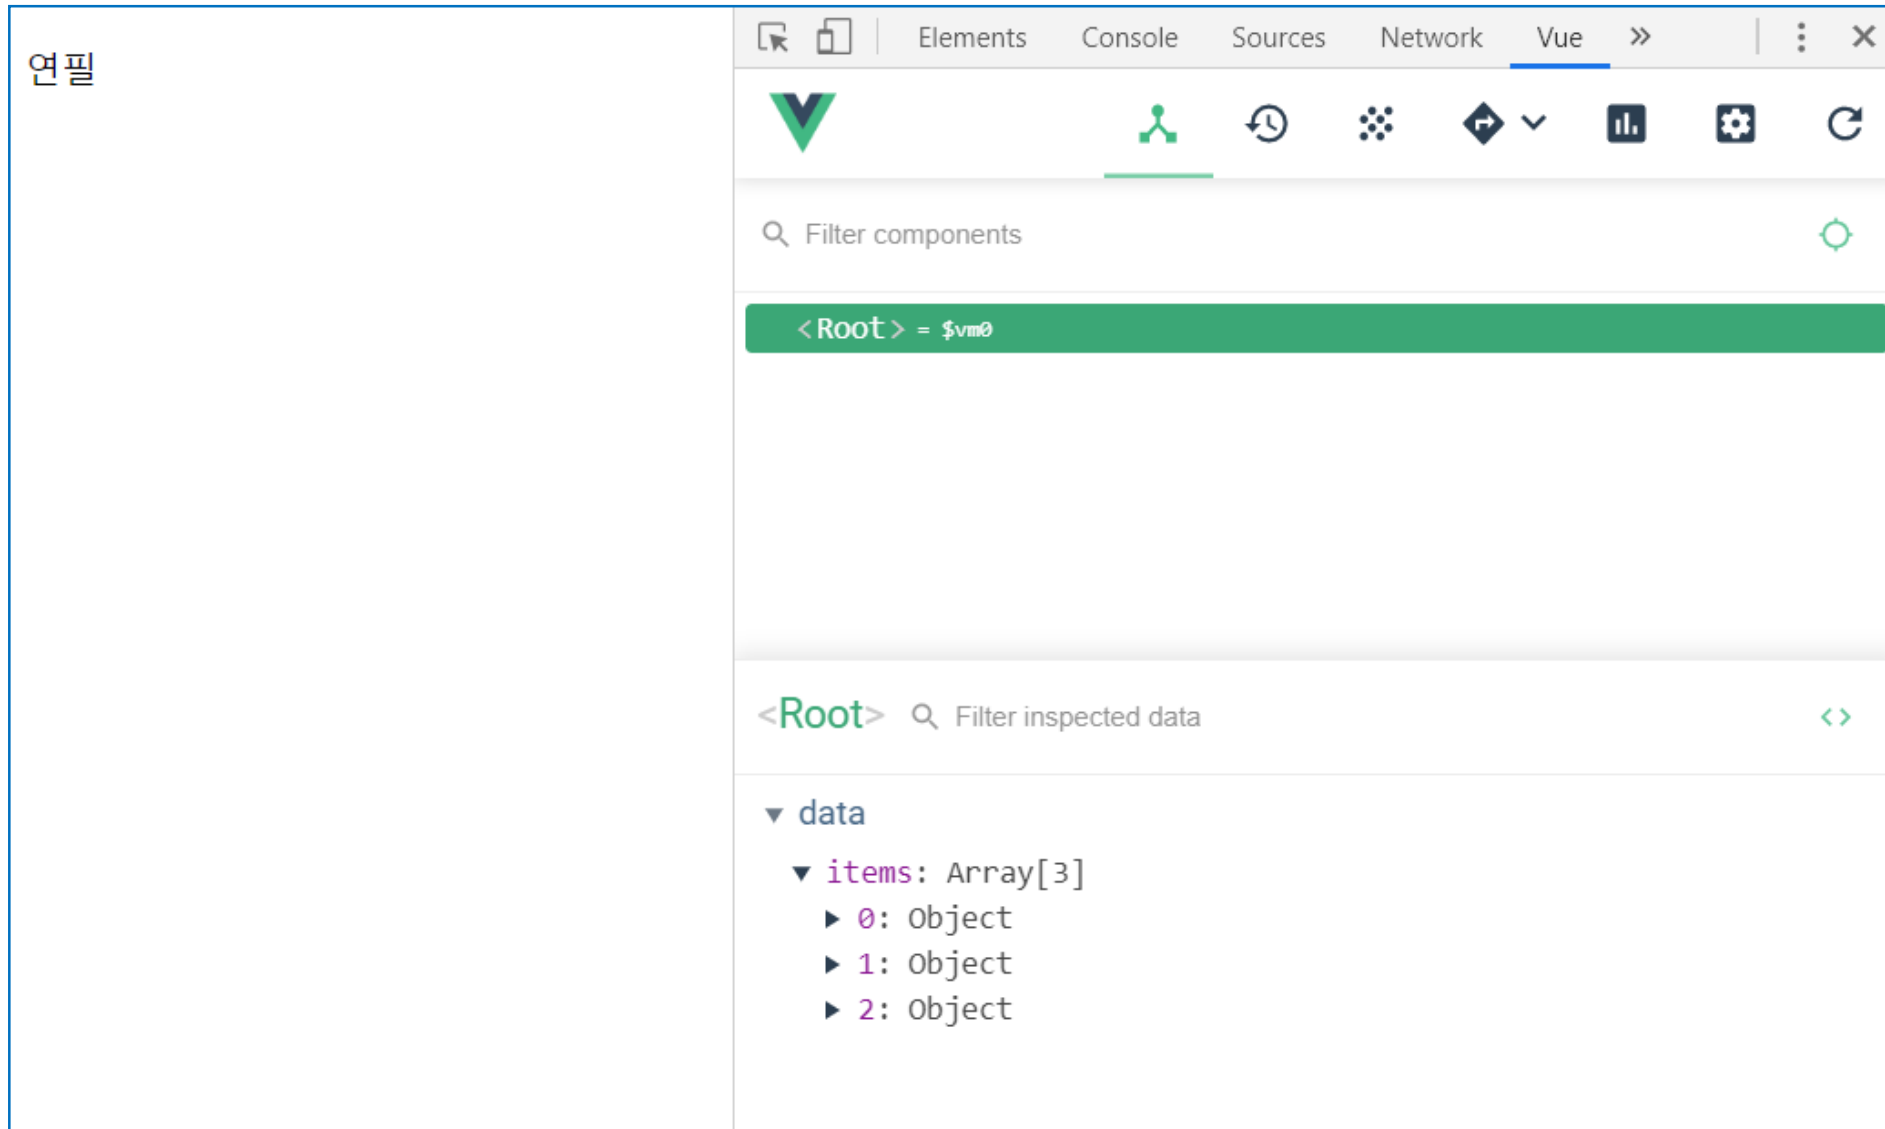 연필
Elements Console Sources Network Vue »
Filter components
<Root> = $vm0
<Root> Filter inspected data <>
data
items: Array[3]
0: Object
1: Object
2: Object